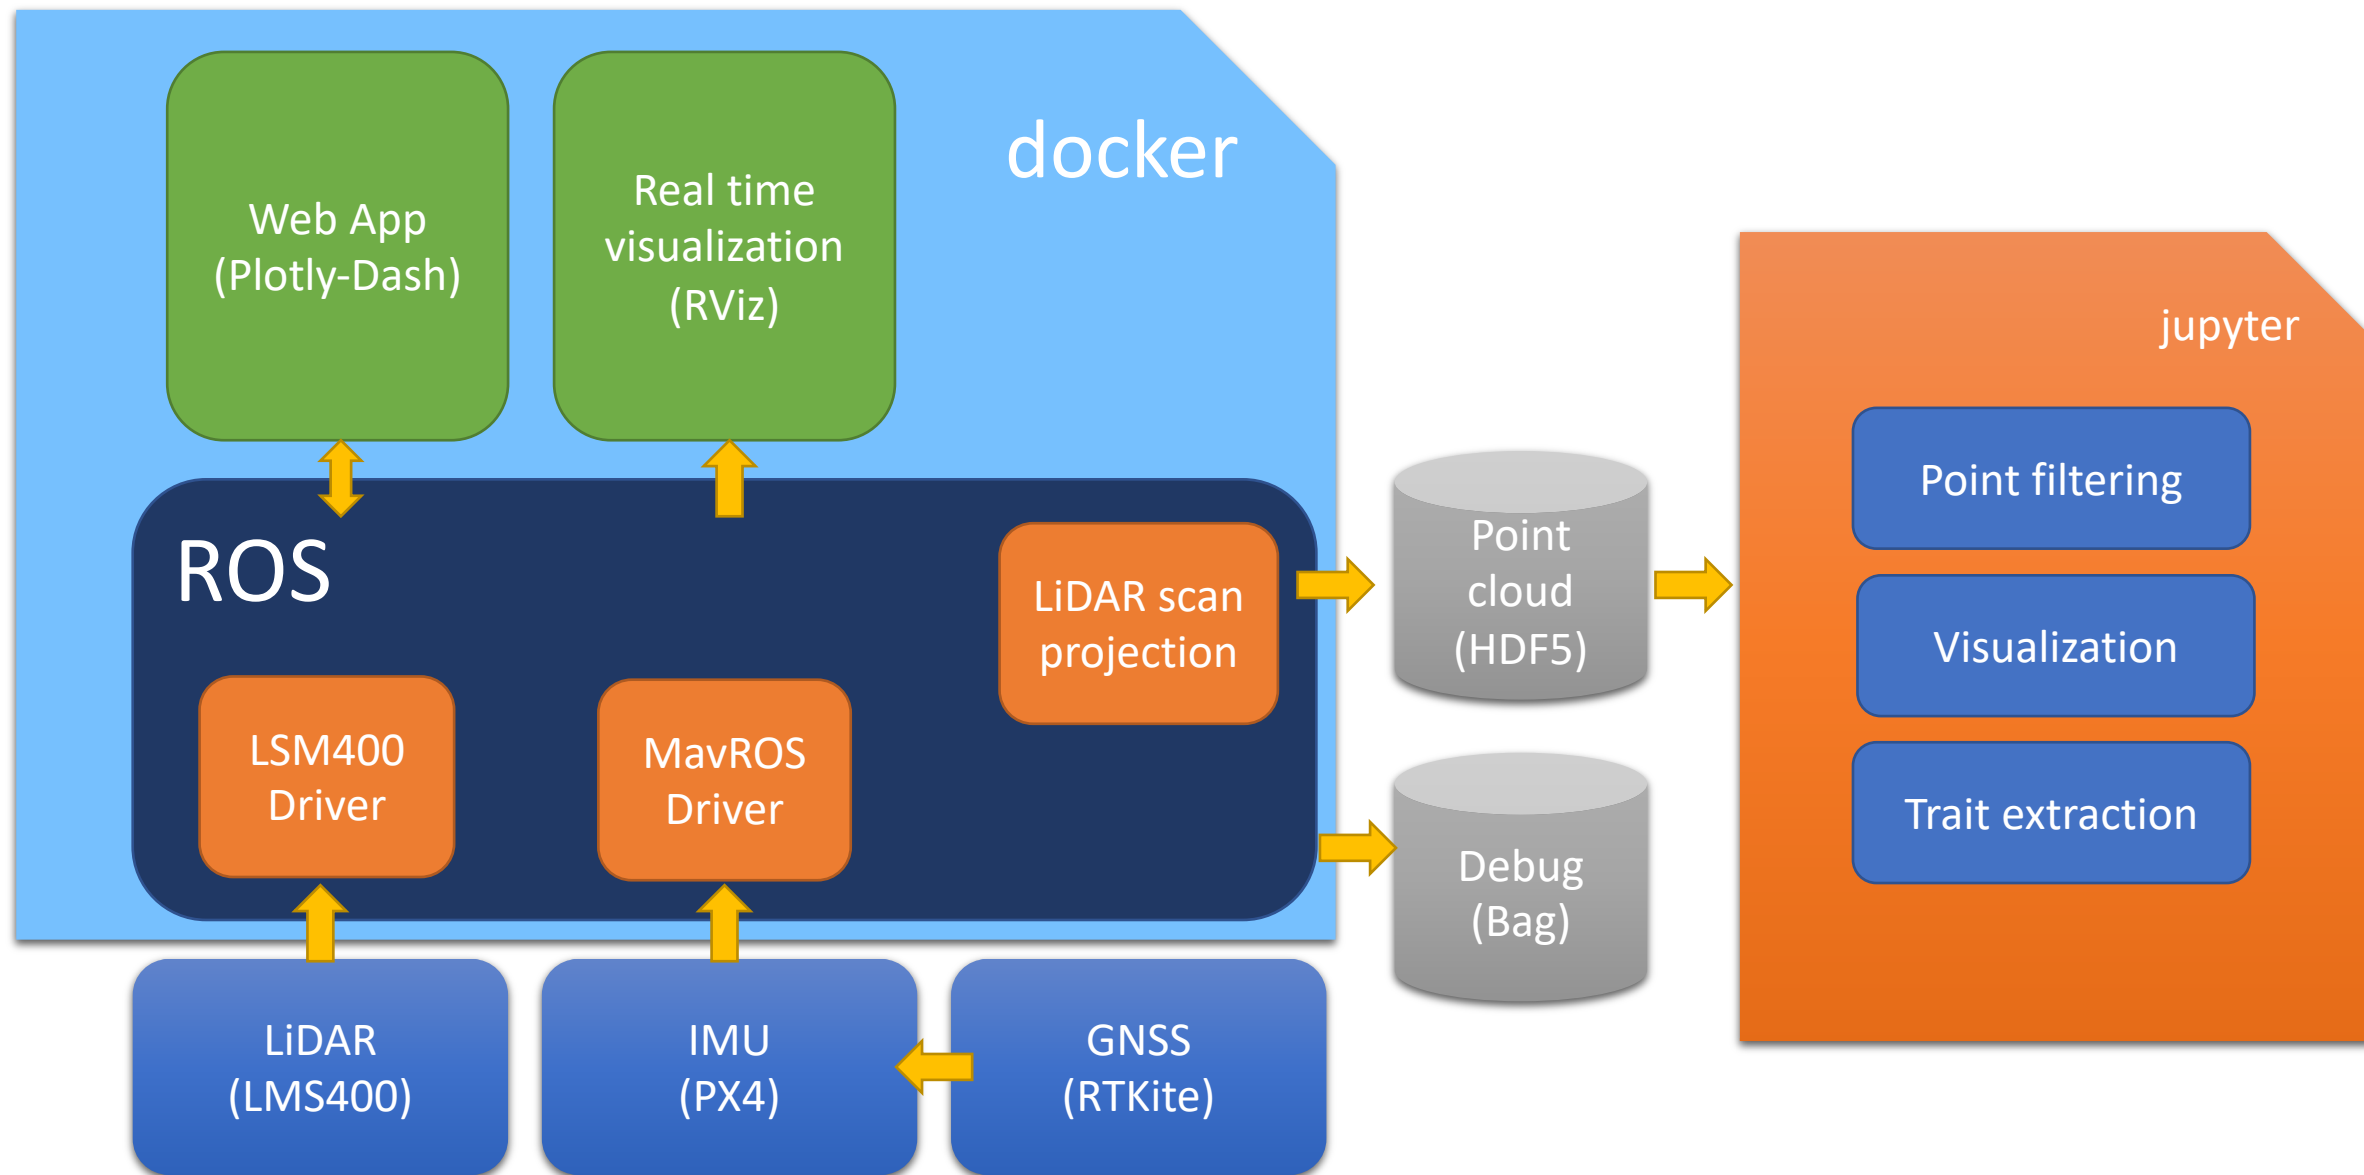 docker
Web App
(Plotly-Dash)
Real time
visualization
(RViz)
ROS
LiDAR scan
projection
LSM400
Driver
MavROS
Driver
LiDAR
(LMS400)
IMU
(PX4)
GNSS
(RTKite)
Point
cloud
(HDF5)
Debug
(Bag)
jupyter
Point filtering
Visualization
Trait extraction